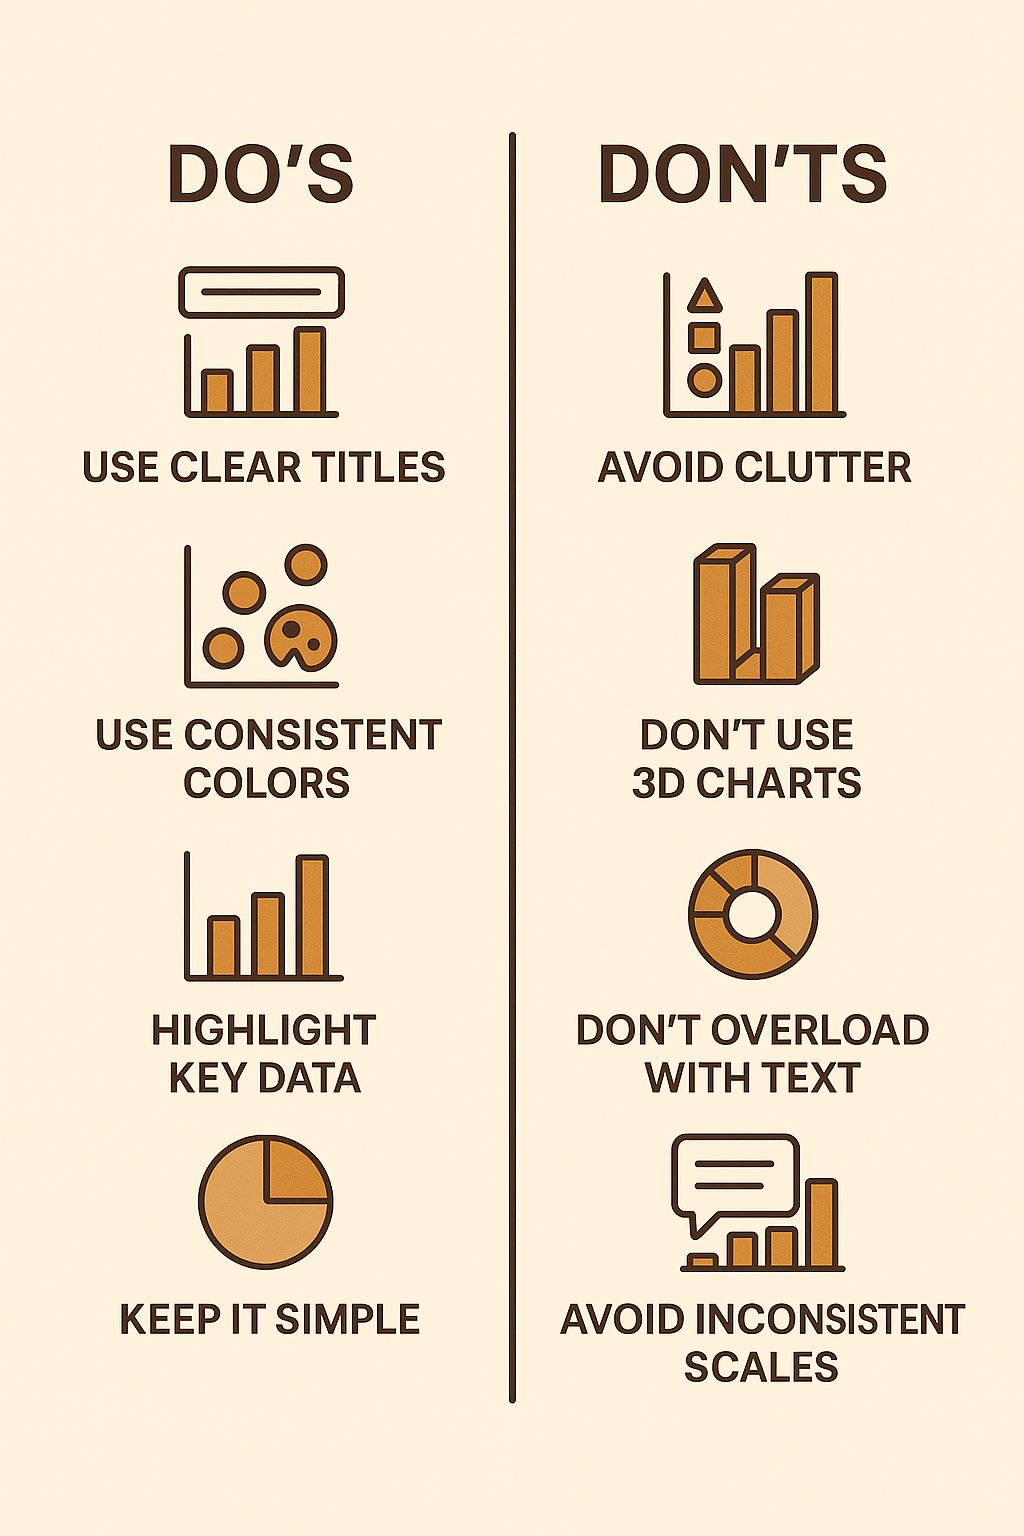 DO'S
USE CLEAR TITLES
USE CONSISTENT
COLORS
HIGHLIGHT
KEY DATA
KEEP IT SIMPLE
DON'TS
AVOID CLUTTER
DON'T USE
3D CHARTS
DON'T OVERLOAD
WITH TEXT
AVOID INCONSISTENT
SCALES